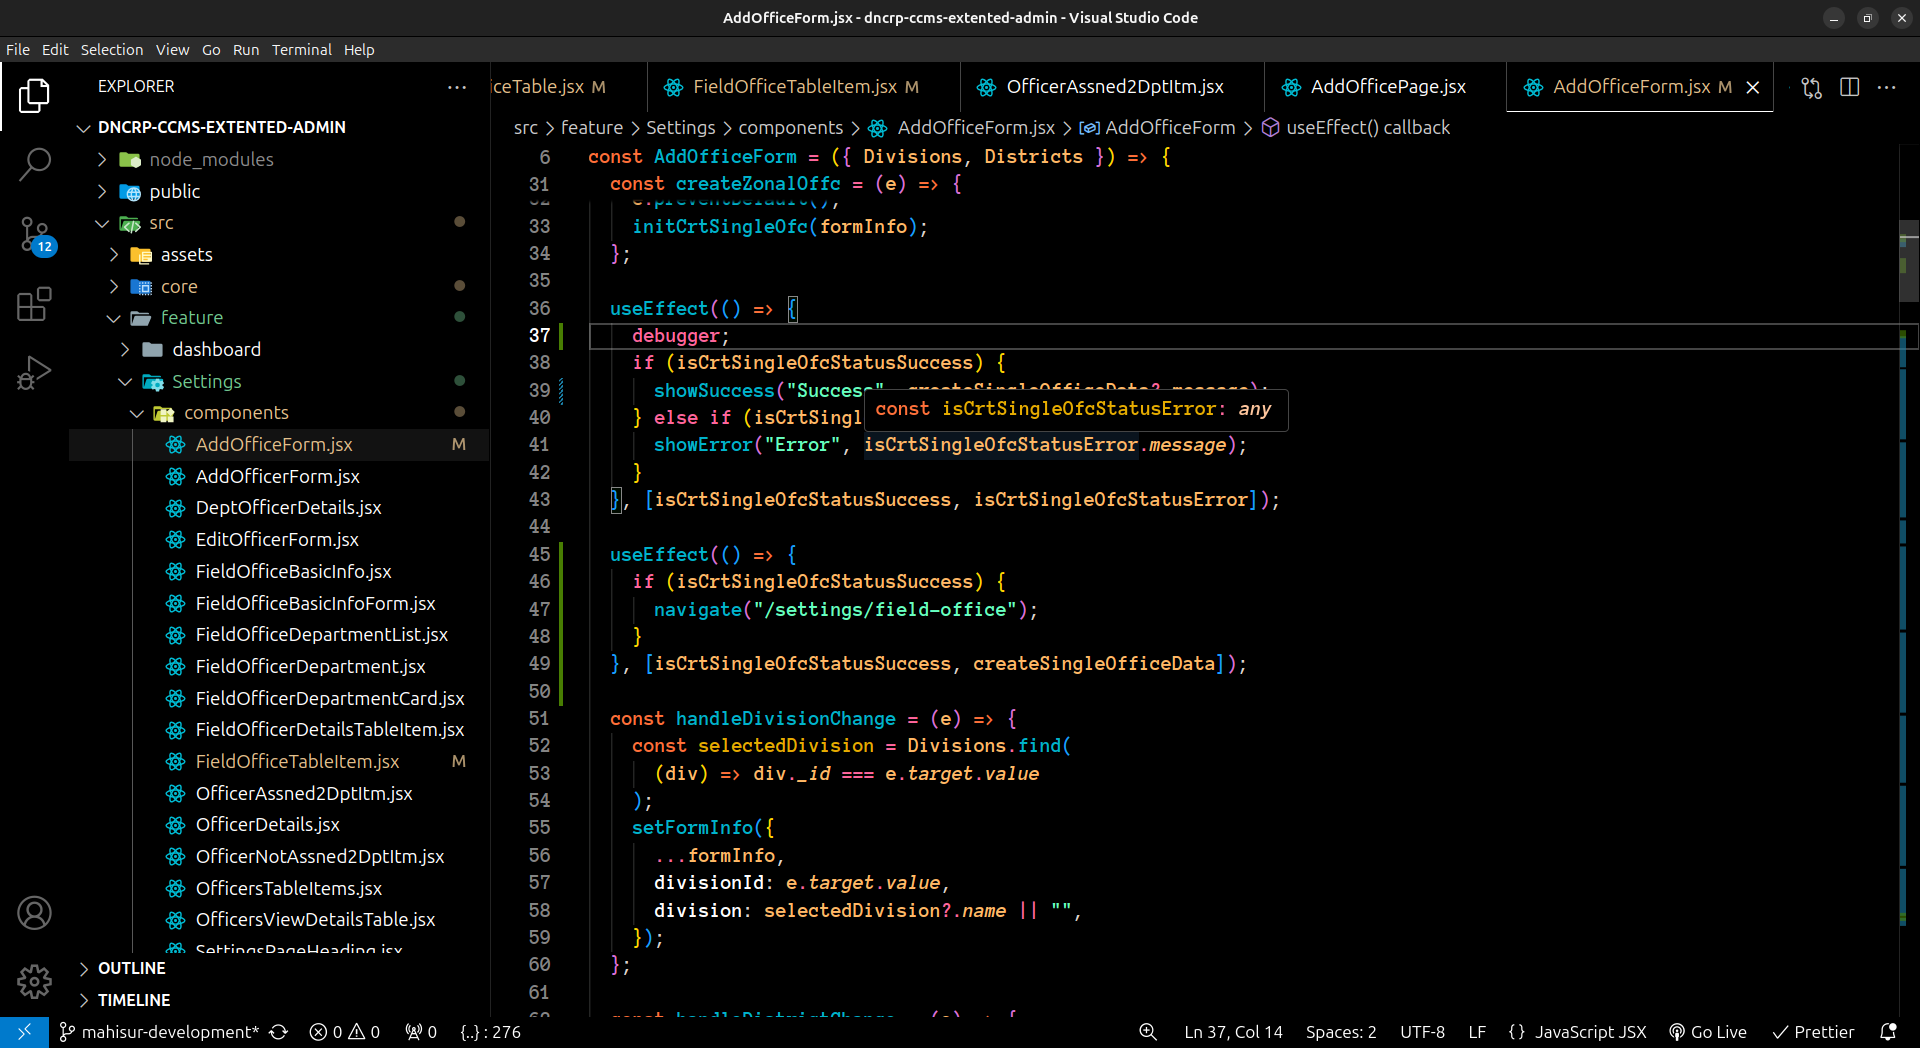 AddOfficeForm.jsx - dncrp-ccms-extented-admin - Visual Studio Code
File Edit Selection View Go Run Terminal Help
EXPLORER
DNCRP-CCMS-EXTENTED-ADMIN
node_modules
public
src
assets
core
feature
dashboard
Settings
components
AddOfficeForm.jsx M
AddOfficerForm.jsx
DeptOfficerDetails.jsx
EditOfficerForm.jsx
FieldOfficeBasicInfo.jsx
FieldOfficeBasicInfoForm.jsx
FieldOfficeDepartmentList.jsx
FieldOfficerDepartment.jsx
FieldOfficerDepartmentCard.jsx
FieldOfficerDetailsTableItem.jsx
FieldOfficeTableItem.jsx M
OfficerAssned2DptItm.jsx
OfficerDetails.jsx
OfficerNotAssned2DptItm.jsx
OfficersTableItems.jsx
OfficersViewDetailsTable.jsx
SettingsPageHeading.jsx
OUTLINE
TIMELINE
12
iceTable.jsx M
FieldOfficeTableItem.jsx M
OfficerAssned2DptItm.jsx
AddOfficePage.jsx
AddOfficeForm.jsx M
src > feature > Settings > components > AddOfficeForm.jsx > AddOfficeForm > useEffect() callback
6 const AddOfficeForm = ({ Divisions, Districts }) => {
31 const createZonalOffc = (e) => {
32 e.preventDefault();
33 initCrtSingleOfc(formInfo);
34 };
35
36 useEffect(() => {
37 debugger;
38 if (isCrtSingleOfcStatusSuccess) {
39 showSuccess("Success", createSingleOfficeData?.message);
const isCrtSingleOfcStatusError: any
40 } else if (isCrtSingl
41 showError("Error", isCrtSingleOfcStatusError.message);
42 }
43 }, [isCrtSingleOfcStatusSuccess, isCrtSingleOfcStatusError]);
44
45 useEffect(() => {
46 if (isCrtSingleOfcStatusSuccess) {
47 navigate("/settings/field-office");
48 }
49 }, [isCrtSingleOfcStatusSuccess, createSingleOfficeData]);
50
51 const handleDivisionChange = (e) => {
52 const selectedDivision = Divisions.find(
53 (div) => div._id === e.target.value
54 );
55 setFormInfo({
56 ...formInfo,
57 divisionId: e.target.value,
58 division: selectedDivision?.name || "",
59 });
60 };
61
62 const handleDistrictChange = (e) => {
mahisur-development* 0 0 0 {..} : 276
Ln 37, Col 14 Spaces: 2 UTF-8 LF {} JavaScript JSX Go Live Prettier